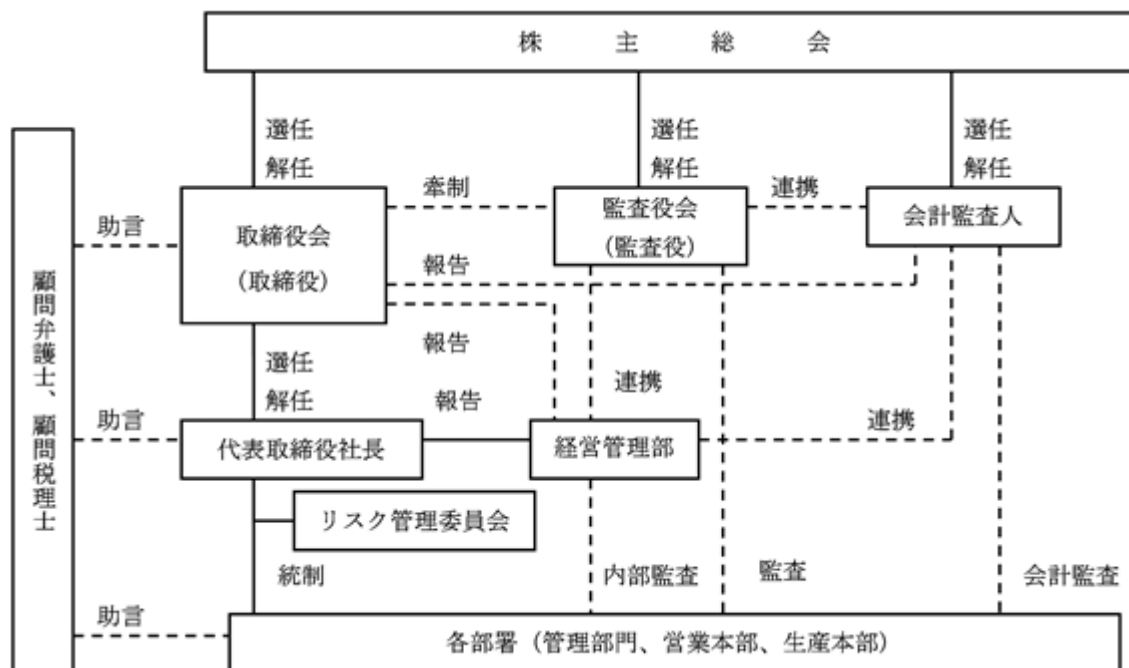 株主総会
選任 選任 選任
解任 解任 解任
牽制 連携
助言
取締役会
(取締役)
監査役会
(監査役)
会計監査人
報告
顧問弁護士、顧問税理士
報告
選任
解任
報告
連携
助言
連携
代表取締役社長
経営管理部
リスク管理委員会
統制 内部監査 監査 会計監査
助言
各部署(管理部門、営業本部、生産本部)